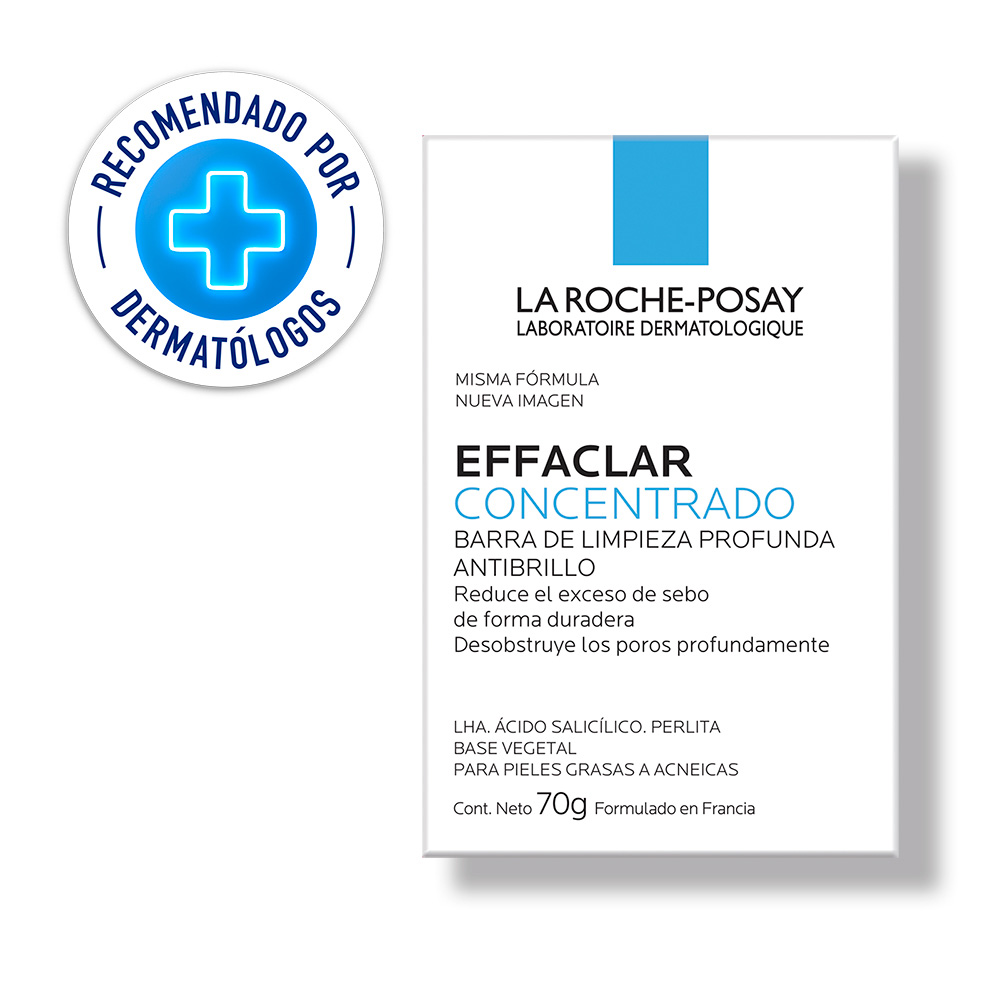 RECOMENDADO POR
DERMATÓLOGOS
LA ROCHE-POSAY
LABORATOIRE DERMATOLOGIQUE
MISMA FÓRMULA
NUEVA IMAGEN
EFFACLAR
CONCENTRADO
BARRA DE LIMPIEZA PROFUNDA
ANTIBRILLO
Reduce el exceso de sebo
de forma duradera
Desobstruye los poros profundamente
LHA. ÁCIDO SALICÍLICO. PERLITA
BASE VEGETAL
PARA PIELES GRASAS A ACNEICAS
Cont. Neto 70g Formulado en Francia